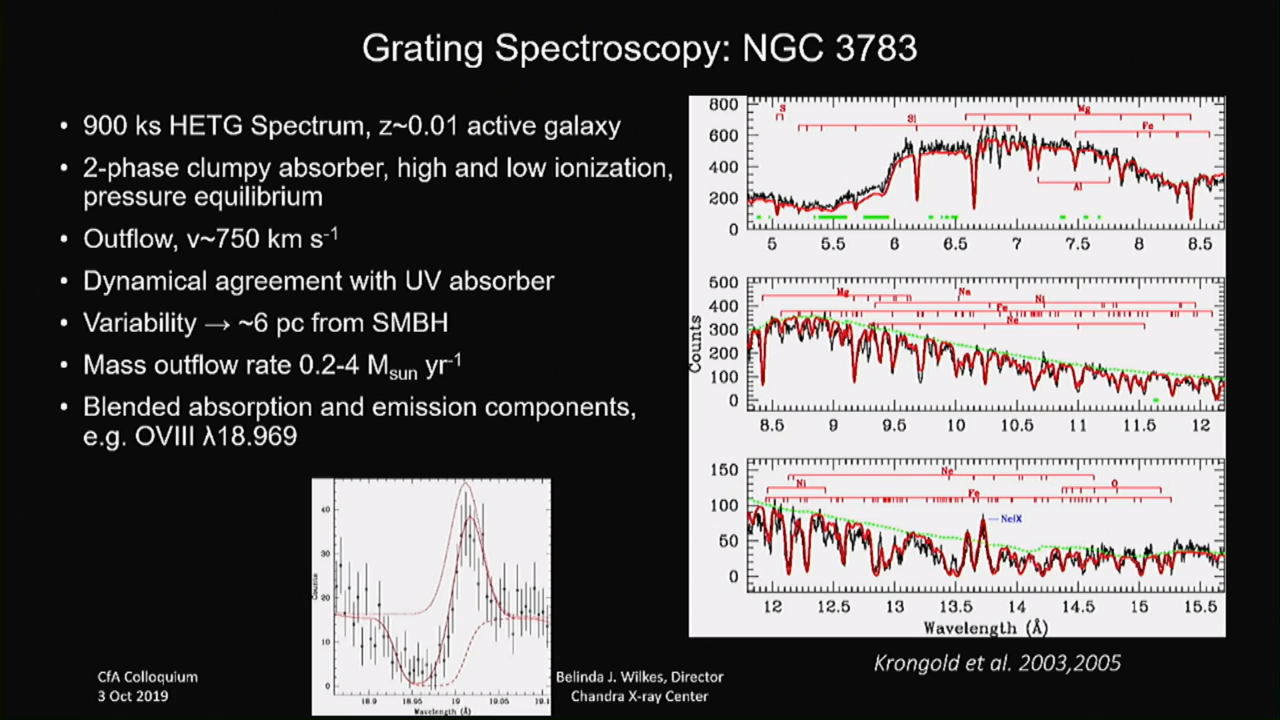 Grating Spectroscopy: NGC 3783
• 900 ks HETG Spectrum, z~0.01 active galaxy
• 2-phase clumpy absorber, high and low ionization,
pressure equilibrium
• Outflow, v~750 km s⁻¹
• Dynamical agreement with UV absorber
• Variability → ~6 pc from SMBH
• Mass outflow rate 0.2-4 Msun yr⁻¹
• Blended absorption and emission components,
e.g. OVIII λ18.969
800
600
400
200
0
S
Si
Mg
Fe
Al
5 5.5 6 6.5 7 7.5 8 8.5
500
400
300
200
100
0
Mg
Na
Ni
Fe
Ne
Counts
8.5 9 9.5 10 10.5 11 11.5 12
150
100
50
0
Ne
Ni
O
Fe
NeIX
12 12.5 13 13.5 14 14.5 15 15.5
Wavelength (Å)
Krongold et al. 2003,2005
40
30
20
10
0
Counts
18.9 18.95 19 19.05 19.1
Wavelength (Å)
CfA Colloquium
3 Oct 2019
Belinda J. Wilkes, Director
Chandra X-ray Center